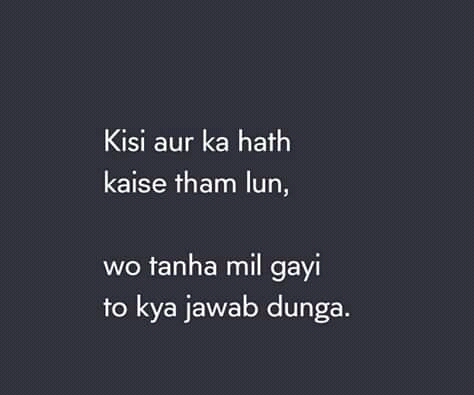 Kisi aur ka hath
kaise tham lun,
wo tanha mil gayi
to kya jawab dunga.